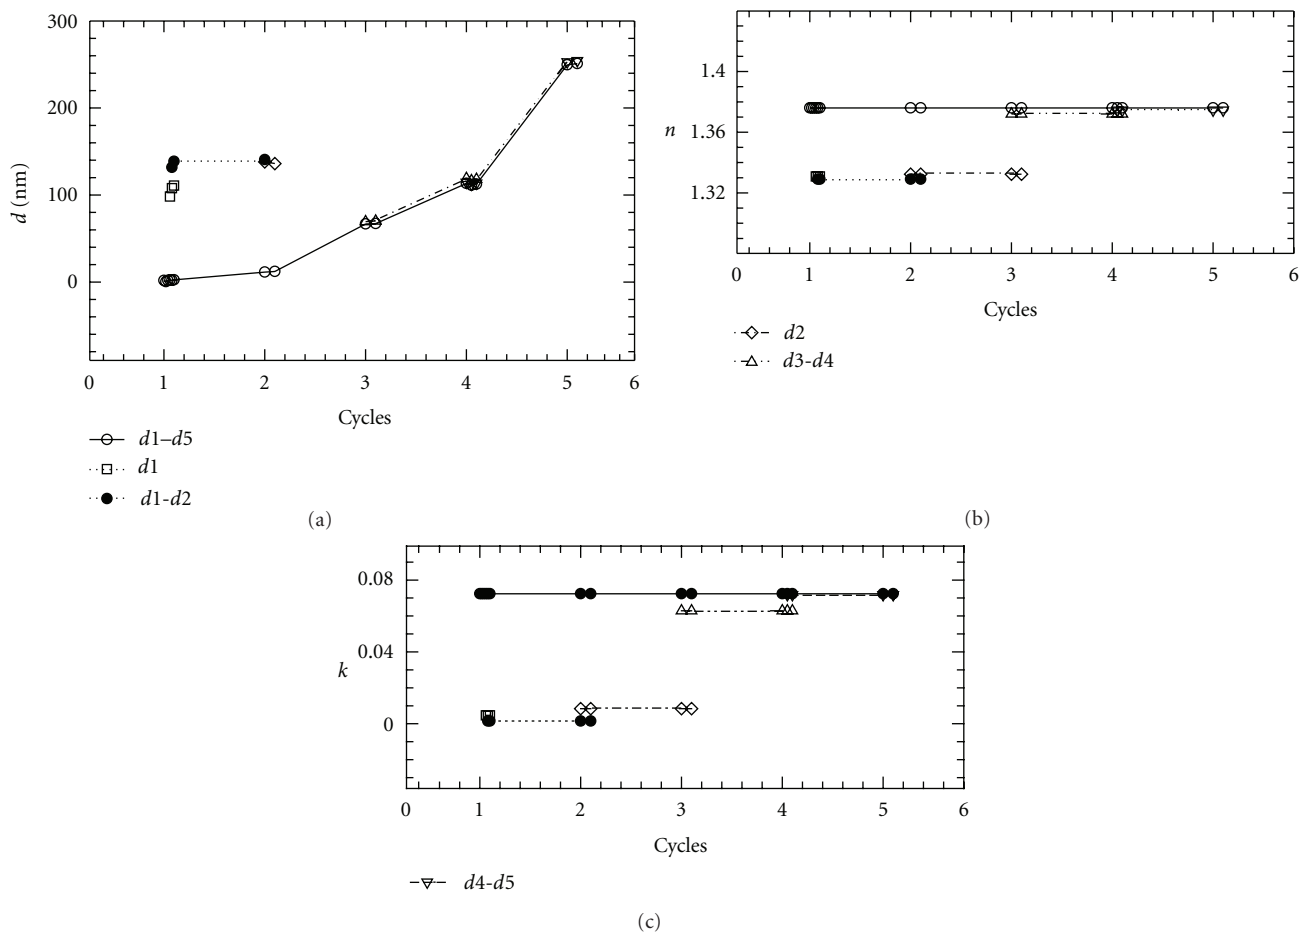 300
200
100
0
d (nm)
0 1 2 3 4 5 6
Cycles
d1–d5
d1
d1-d2
(a)
1.4
1.36
1.32
n
0 1 2 3 4 5 6
Cycles
d2
d3-d4
(b)
0.08
0.04
0
k
0 1 2 3 4 5 6
Cycles
d4-d5
(c)